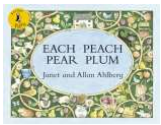 EACH PEACH
PEAR PLUM
Janet and Allan Ahlberg